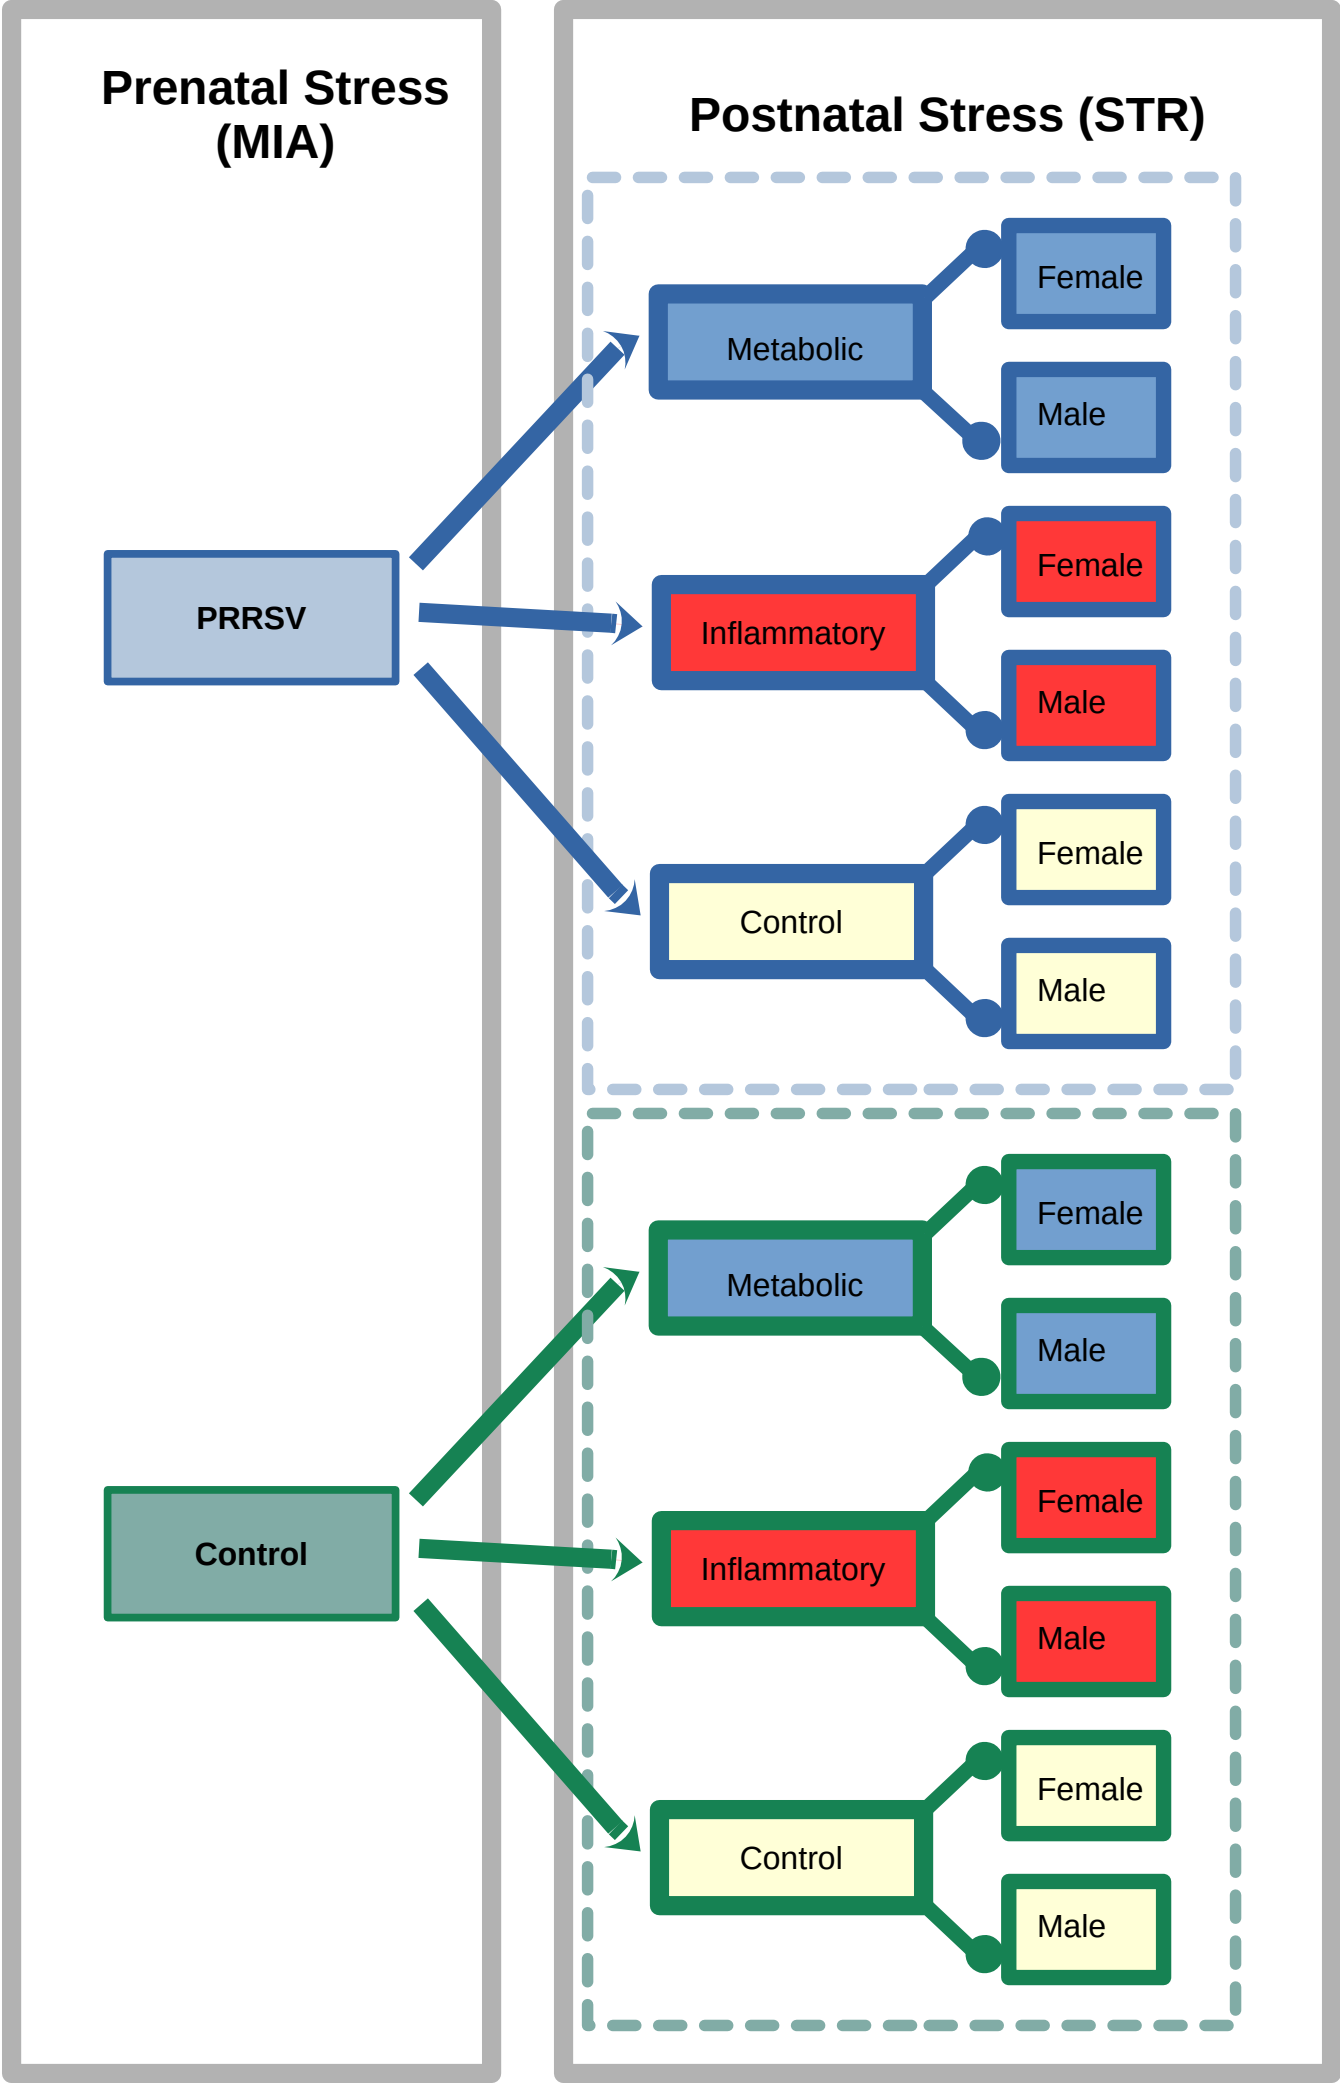 Prenatal Stress
(MIA)
Postnatal Stress (STR)
PRRSV
Metabolic
Female
Male
Inflammatory
Female
Male
Control
Female
Male
Control
Metabolic
Female
Male
Inflammatory
Female
Male
Control
Female
Male